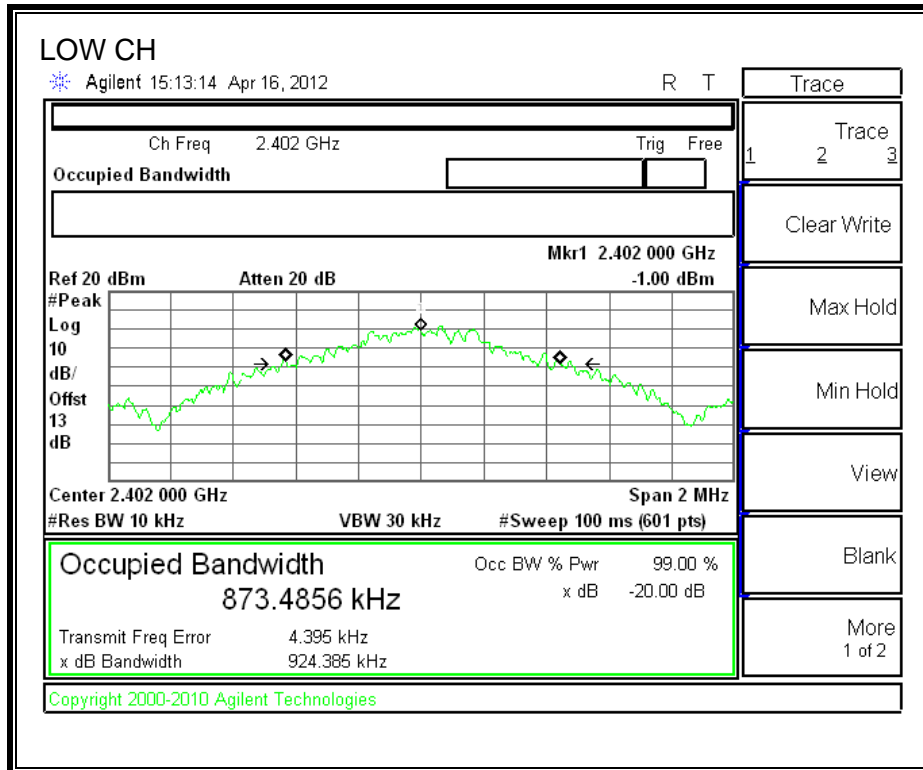 LOW CH
Agilent 15:13:14 Apr 16, 2012 R T
Trace
Ch Freq 2.402 GHz Trig Free
Occupied Bandwidth
Trace
1 2 3
Clear Write
Mkr1 2.402 000 GHz
Ref 20 dBm Atten 20 dB -1.00 dBm
#Peak
Log
10
dB/
Offst
13
dB
1
Max Hold
Min Hold
Center 2.402 000 GHz Span 2 MHz
#Res BW 10 kHz VBW 30 kHz #Sweep 100 ms (601 pts)
View
Occupied Bandwidth Occ BW % Pwr 99.00 %
873.4856 kHz x dB -20.00 dB
Transmit Freq Error 4.395 kHz
x dB Bandwidth 924.385 kHz
Blank
More
1 of 2
Copyright 2000-2010 Agilent Technologies